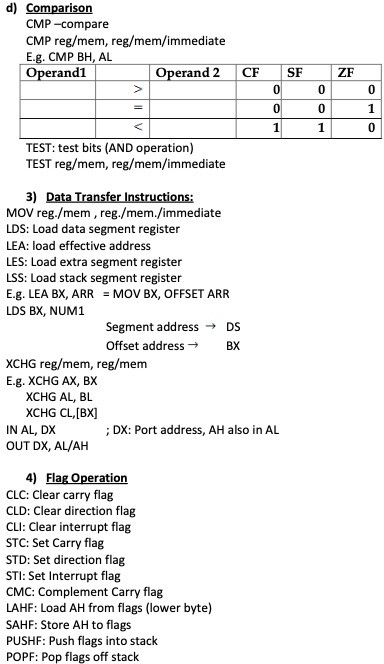 d) Comparison
CMP –compare
CMP reg/mem, reg/mem/immediate
E.g. CMP BH, AL
Operand1 Operand 2 CF SF ZF
> 0 0 0
= 0 0 1
< 1 1 0
TEST: test bits (AND operation)
TEST reg/mem, reg/mem/immediate
3) Data Transfer Instructions:
MOV reg./mem , reg./mem./immediate
LDS: Load data segment register
LEA: load effective address
LES: Load extra segment register
LSS: Load stack segment register
E.g. LEA BX, ARR = MOV BX, OFFSET ARR
LDS BX, NUM1
Segment address → DS
Offset address → BX
XCHG reg/mem, reg/mem
E.g. XCHG AX, BX
XCHG AL, BL
XCHG CL,[BX]
IN AL, DX ; DX: Port address, AH also in AL
OUT DX, AL/AH
4) Flag Operation
CLC: Clear carry flag
CLD: Clear direction flag
CLI: Clear interrupt flag
STC: Set Carry flag
STD: Set direction flag
STI: Set Interrupt flag
CMC: Complement Carry flag
LAHF: Load AH from flags (lower byte)
SAHF: Store AH to flags
PUSHF: Push flags into stack
POPF: Pop flags off stack